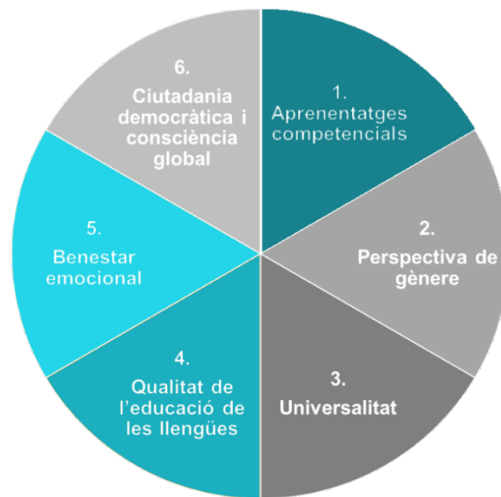 1.
Aprenentatges
competencials
2.
Perspectiva de
gènere
3.
Universalitat
4.
Qualitat de
l’educació de
les llengües
5.
Benestar
emocional
6.
Ciutadania
democràtica i
consciència
global